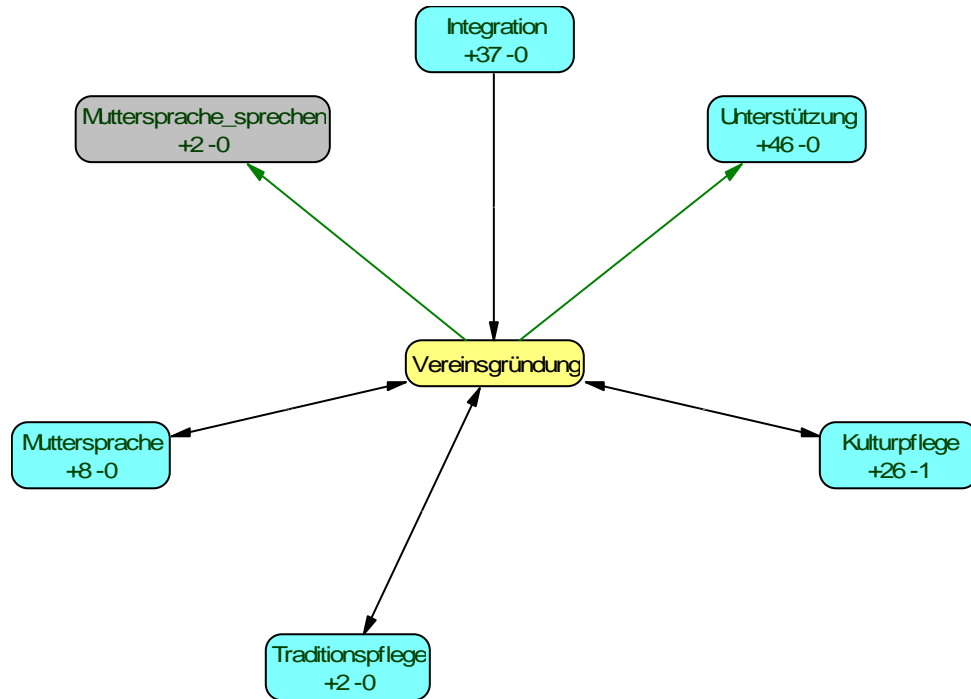 Integration
+37 -0
Muttersprache_sprechen
+2 -0
Unterstützung
+46 -0
Vereinsgründung
Muttersprache
+8 -0
Kulturpflege
+26 -1
Traditionspflege
+2 -0